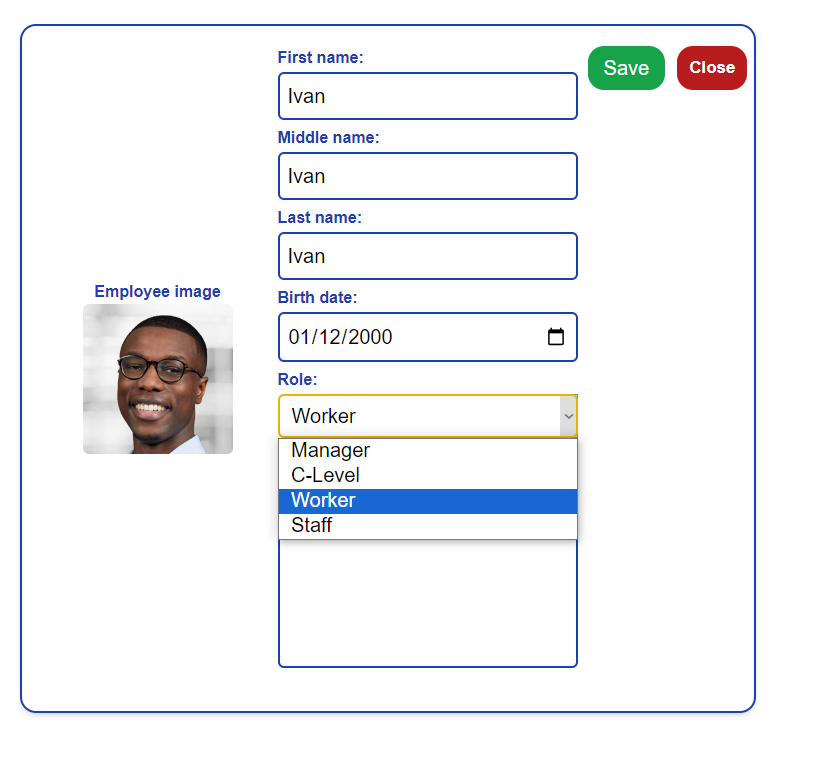 First name:
Save
Close
Ivan
Middle name:
Ivan
Last name:
Ivan
Employee image
Birth date:
01/12/2000
Role:
Worker
Manager
C-Level
Worker
Staff